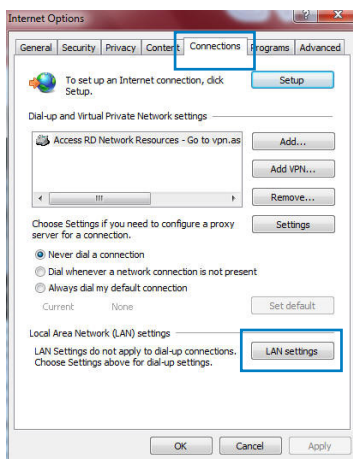 Internet Options
General Security Privacy Content Connections Programs Advanced
To set up an Internet connection, click
Setup.
Setup
Dial-up and Virtual Private Network settings
Access RD Network Resources - Go to vpn.as
Add...
Add VPN...
Remove...
Choose Settings if you need to configure a proxy
server for a connection.
Settings
Never dial a connection
Dial whenever a network connection is not present
Always dial my default connection
Current None
Set default
Local Area Network (LAN) settings
LAN Settings do not apply to dial-up connections.
Choose Settings above for dial-up settings.
LAN settings
OK Cancel Apply